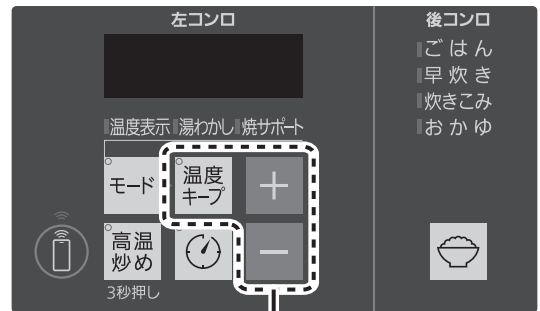 左コンロ
後コンロ
ごはん
早炊き
炊きこみ
おかゆ
温度表示 湯わかし 焼サポート
モード
温度
キープ
+
高温
炒め
-
3秒押し